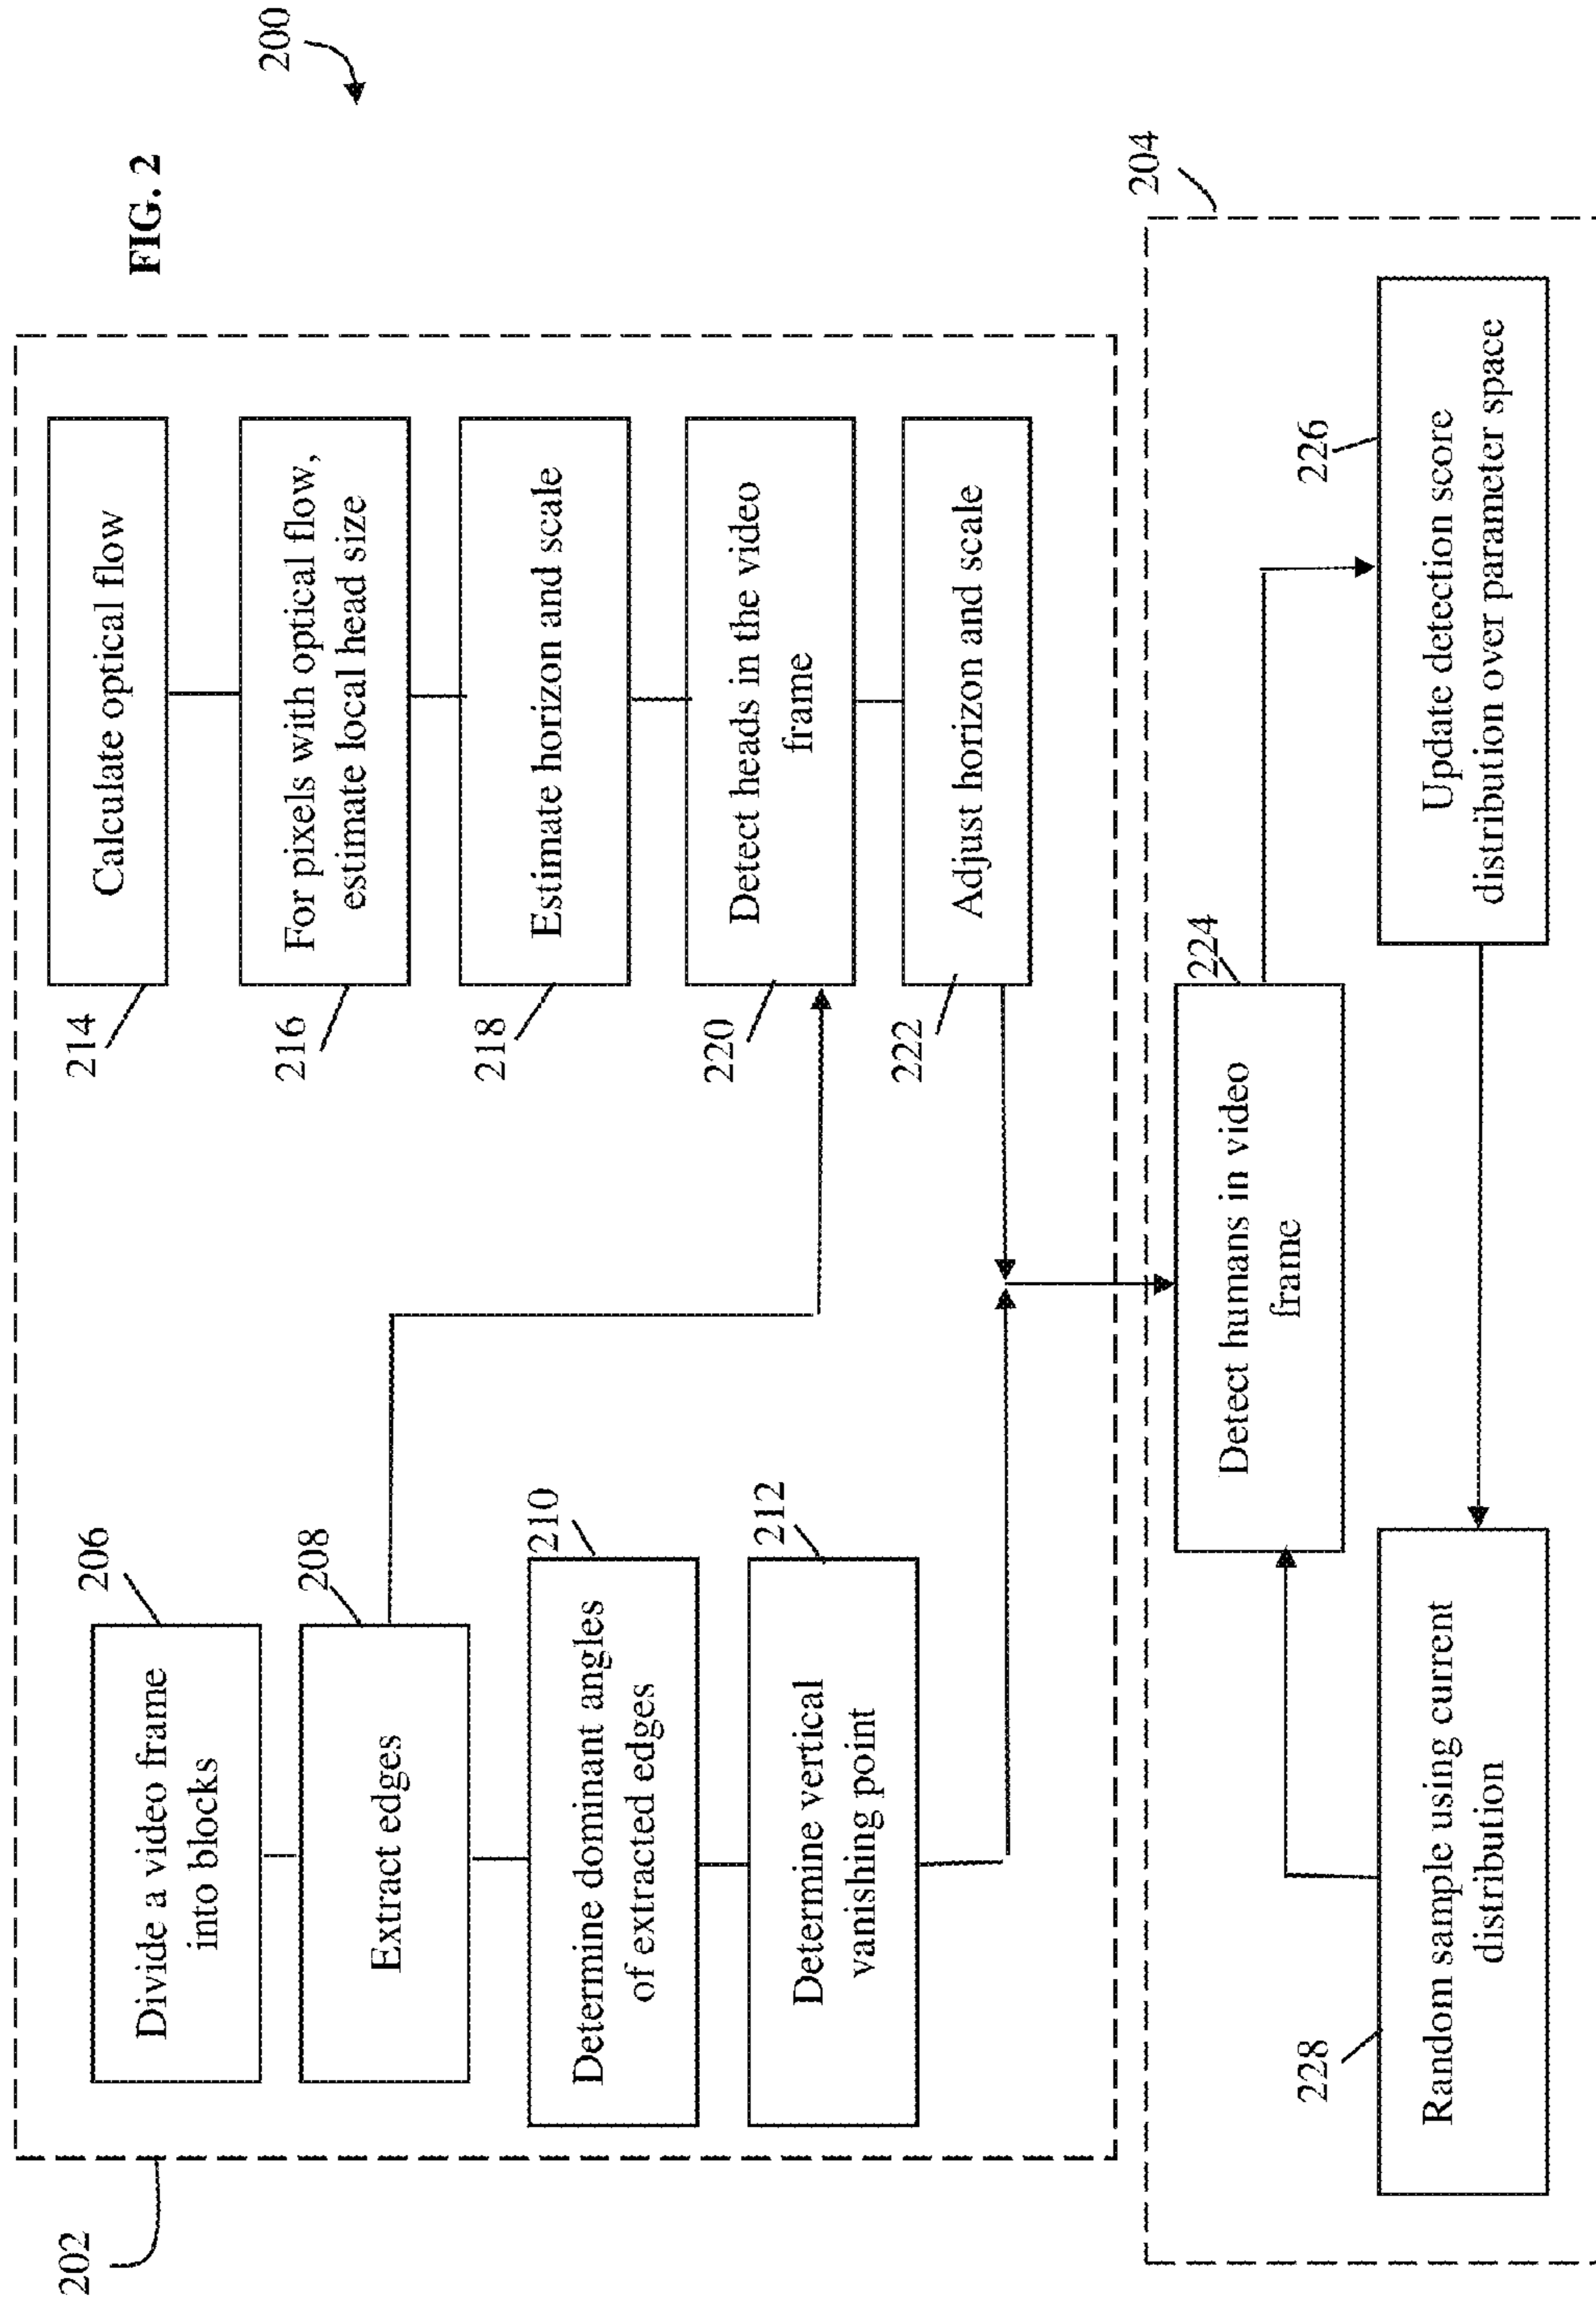 FIG. 2
200
202
206
Divide a video frame
into blocks
208
Extract edges
210
Determine dominant angles
of extracted edges
212
Determine vertical
vanishing point
214
Calculate optical flow
216
For pixels with optical flow,
estimate local head size
218
Estimate horizon and scale
220
Detect heads in the video
frame
222
Adjust horizon and scale
204
224
Detect humans in video
frame
226
Update detection score
distribution over parameter space
228
Random sample using current
distribution